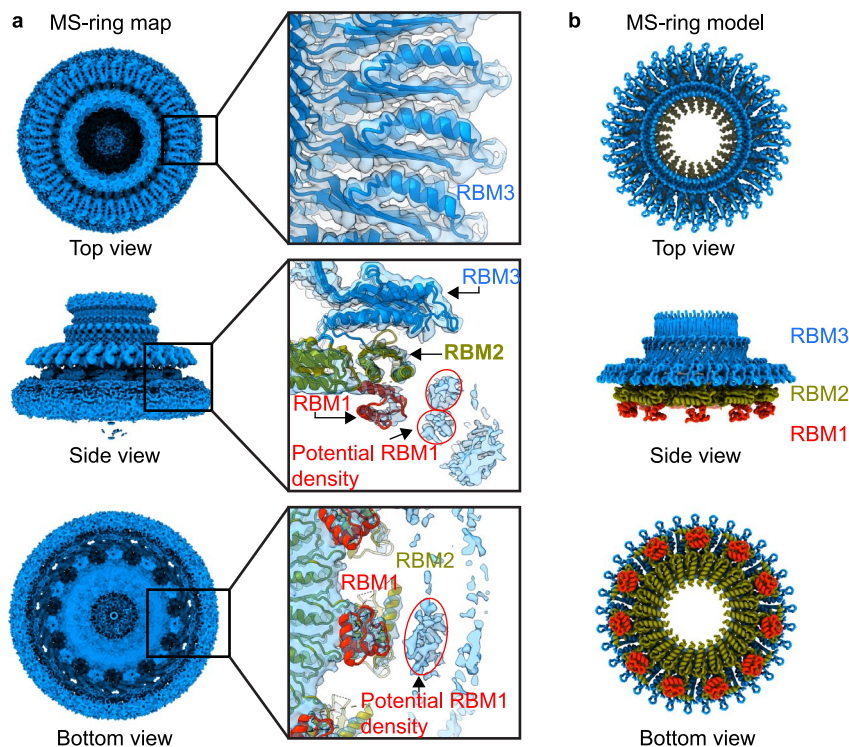 a MS-ring map
b MS-ring model
RBM3
Top view
Top view
RBM3
RBM2
RBM1
Potential RBM1
density
Side view
RBM3
RBM2
RBM1
Side view
RBM2
RBM1
Potential RBM1
density
Bottom view
Bottom view